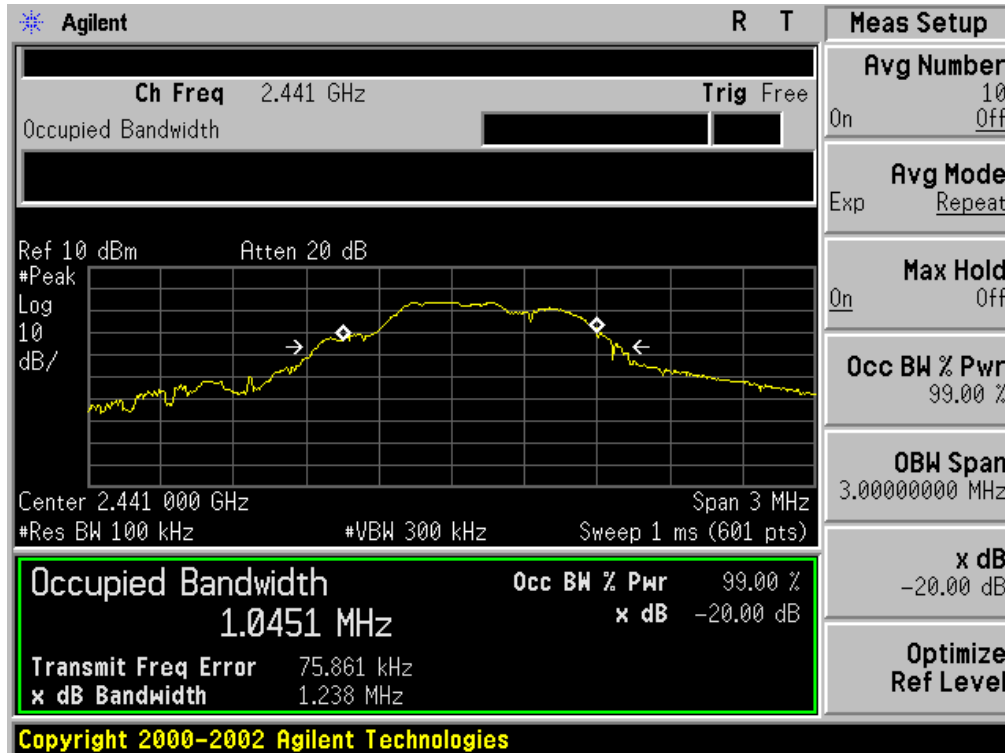 Agilent R T
Ch Freq 2.441 GHz Trig Free
Occupied Bandwidth
Ref 10 dBm Atten 20 dB
#Peak
Log
10
dB/
Center 2.441 000 GHz Span 3 MHz
#Res BW 100 kHz #VBW 300 kHz Sweep 1 ms (601 pts)
Occupied Bandwidth Occ BW % Pwr 99.00 %
1.0451 MHz x dB -20.00 dB
Transmit Freq Error 75.861 kHz
x dB Bandwidth 1.238 MHz
Copyright 2000-2002 Agilent Technologies
Meas Setup
Avg Number
10
On Off
Avg Mode
Exp Repeat
Max Hold
On Off
Occ BW % Pwr
99.00 %
OBW Span
3.00000000 MHz
x dB
-20.00 dB
Optimize
Ref Level